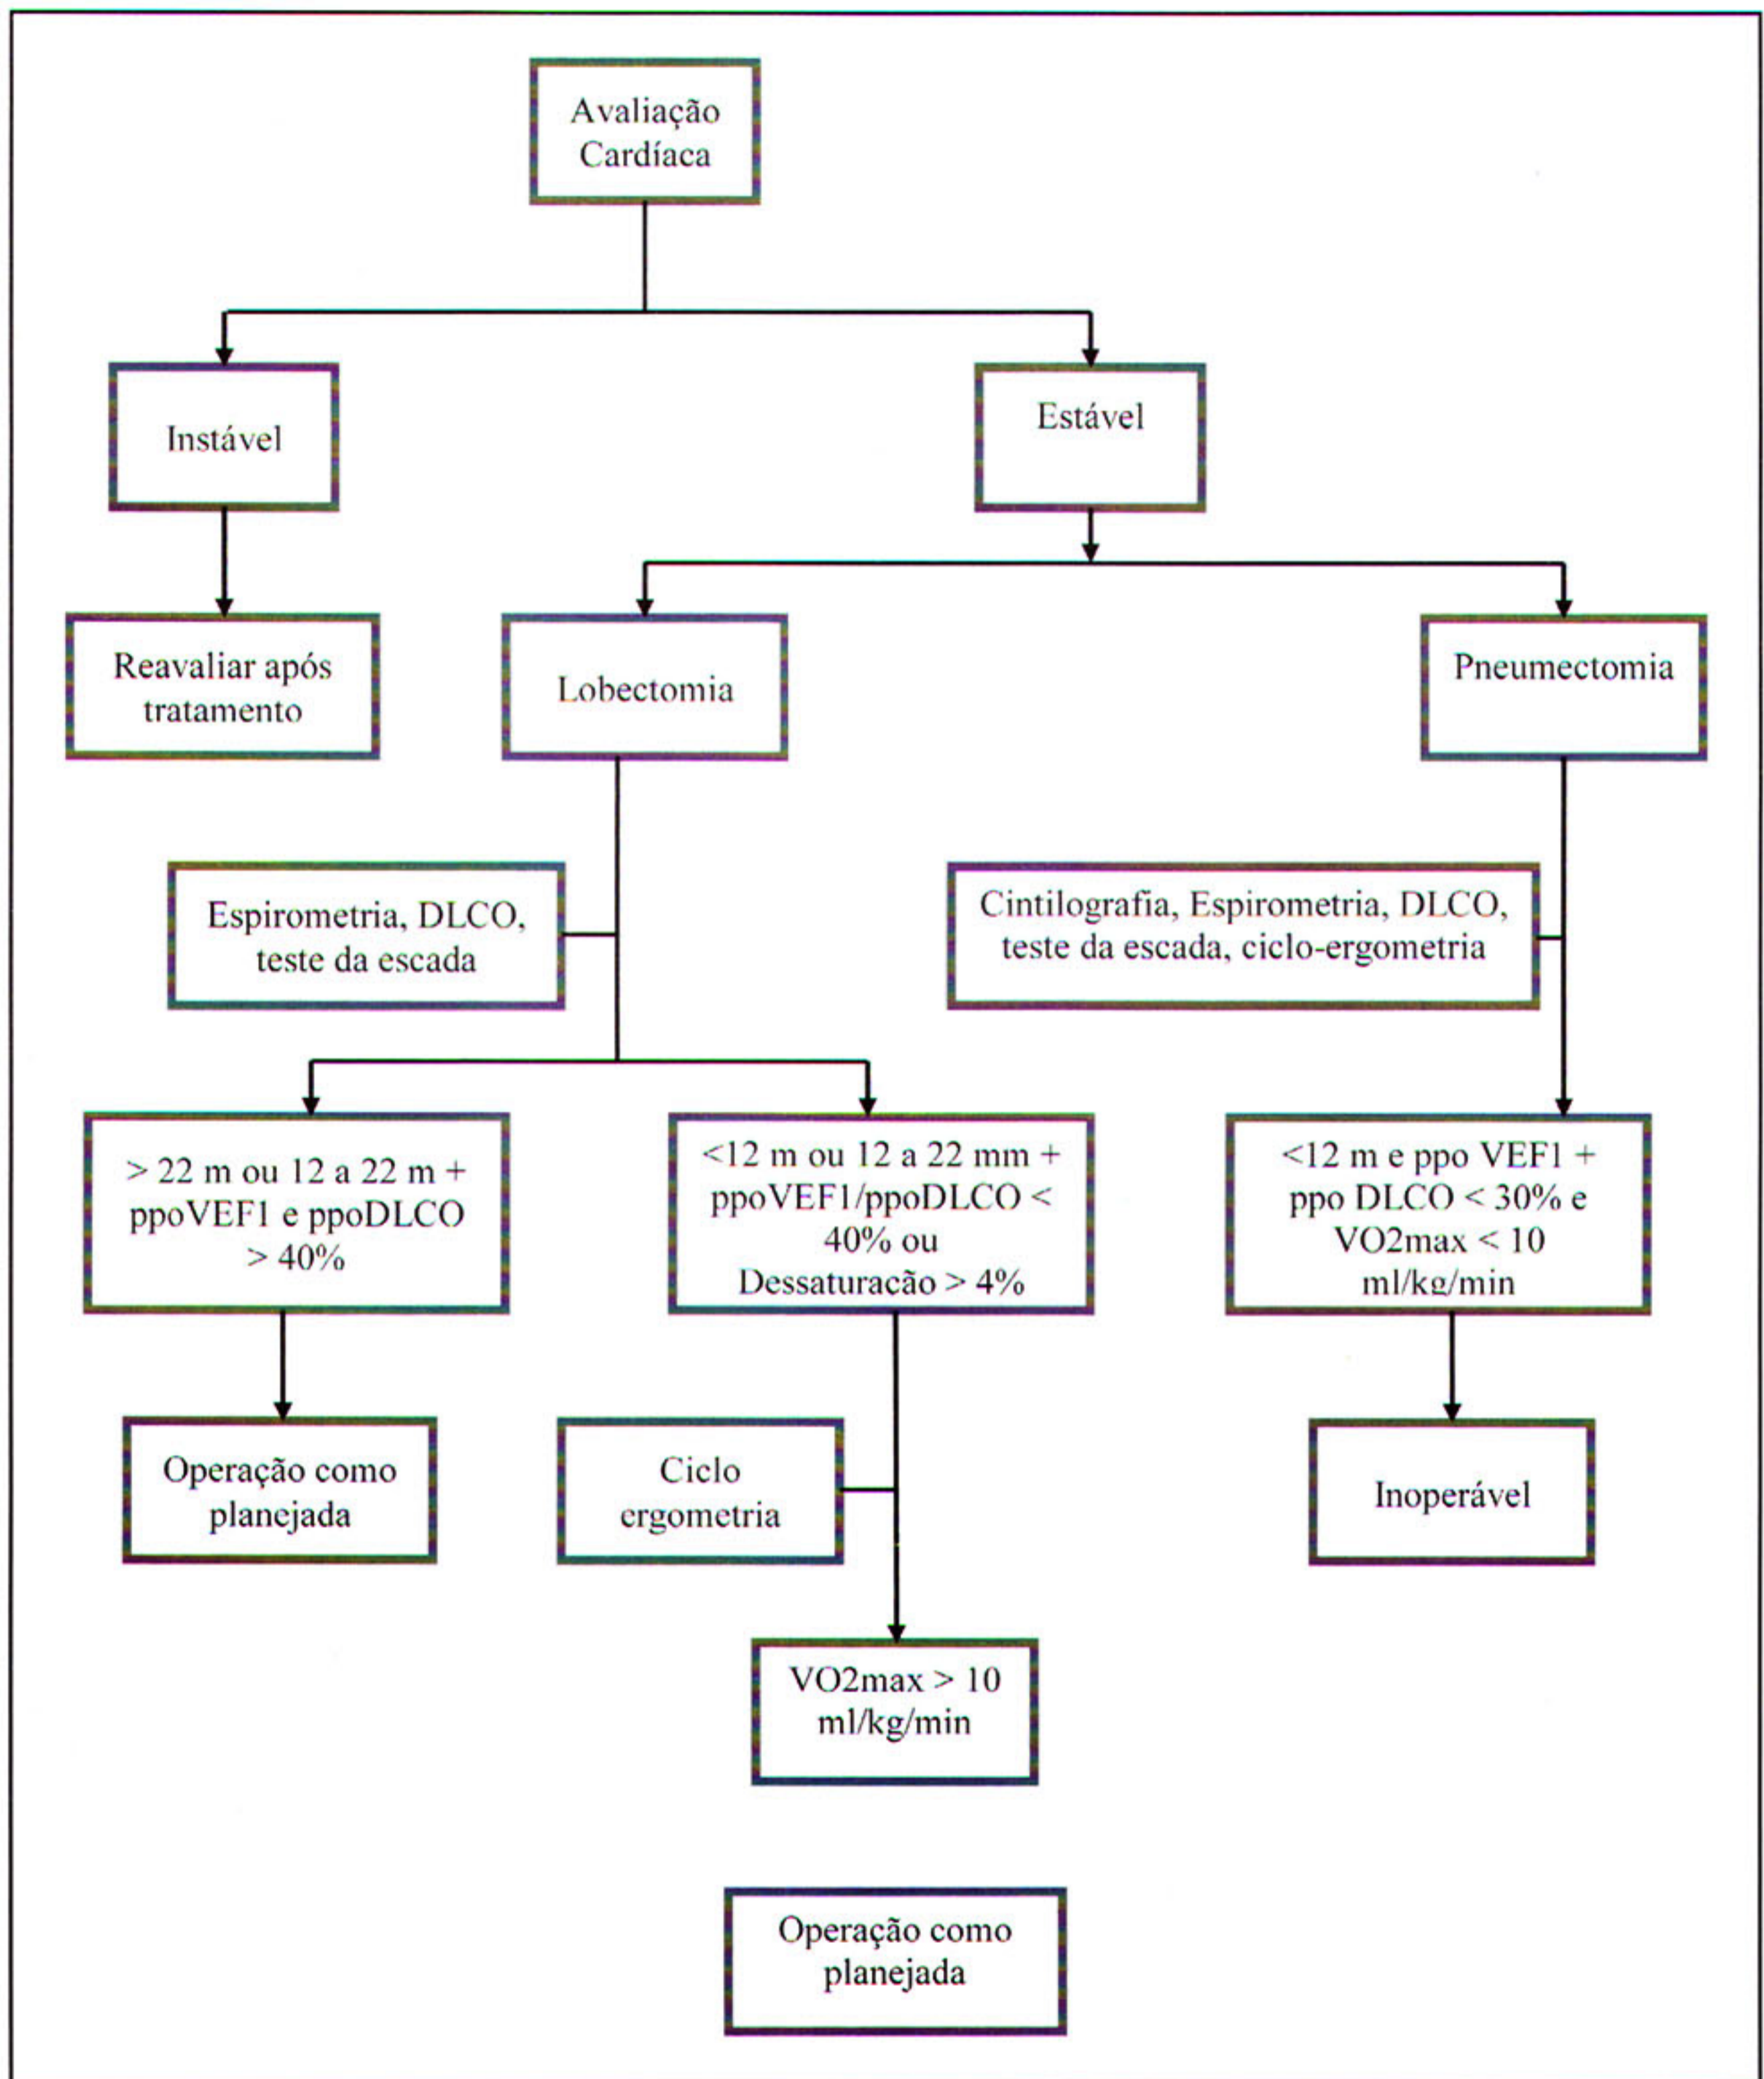 Avaliação
Cardíaca
Instável
Estável
Reavaliar após
tratamento
Lobectomia
Pneumectomia
Espirometria, DLCO,
teste da escada
Cintilografia, Espirometria, DLCO,
teste da escada, ciclo-ergometria
> 22 m ou 12 a 22 m +
ppoVEF1 e ppoDLCO
> 40%
<12 m ou 12 a 22 mm +
ppoVEF1/ppoDLCO <
40% ou
Dessaturação > 4%
<12 m e ppo VEF1 +
ppo DLCO < 30% e
VO2max < 10
ml/kg/min
Operação como
planejada
Ciclo
ergometria
Inoperável
VO2max > 10
ml/kg/min
Operação como
planejada